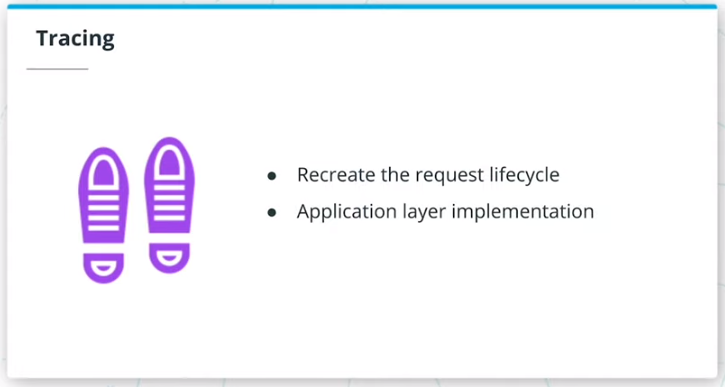 Tracing
● Recreate the request lifecycle
● Application layer implementation